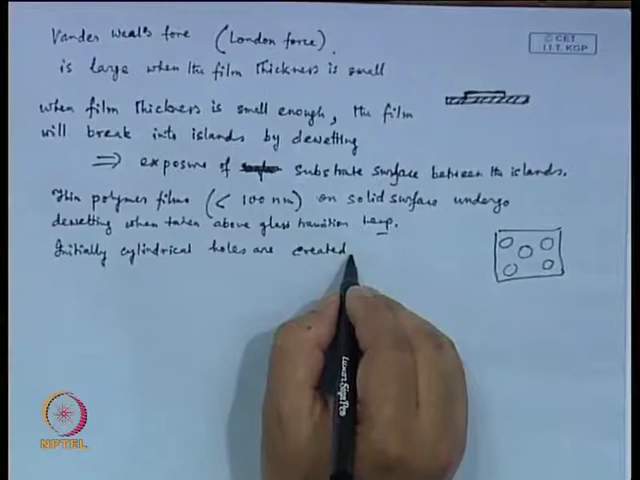 Vander Weal's force (London force).
is large when the film thickness is small
© CET
I.I.T. KGP
when film thickness is small enough, the film
will break into islands by dewetting
⇒ exposure of substrate surface between the islands.
Thin polymer films (< 100 nm) on solid surface undergo
dewetting when taken above glass transition temp.
Initially cylindrical holes are created
Luxor
NPTEL